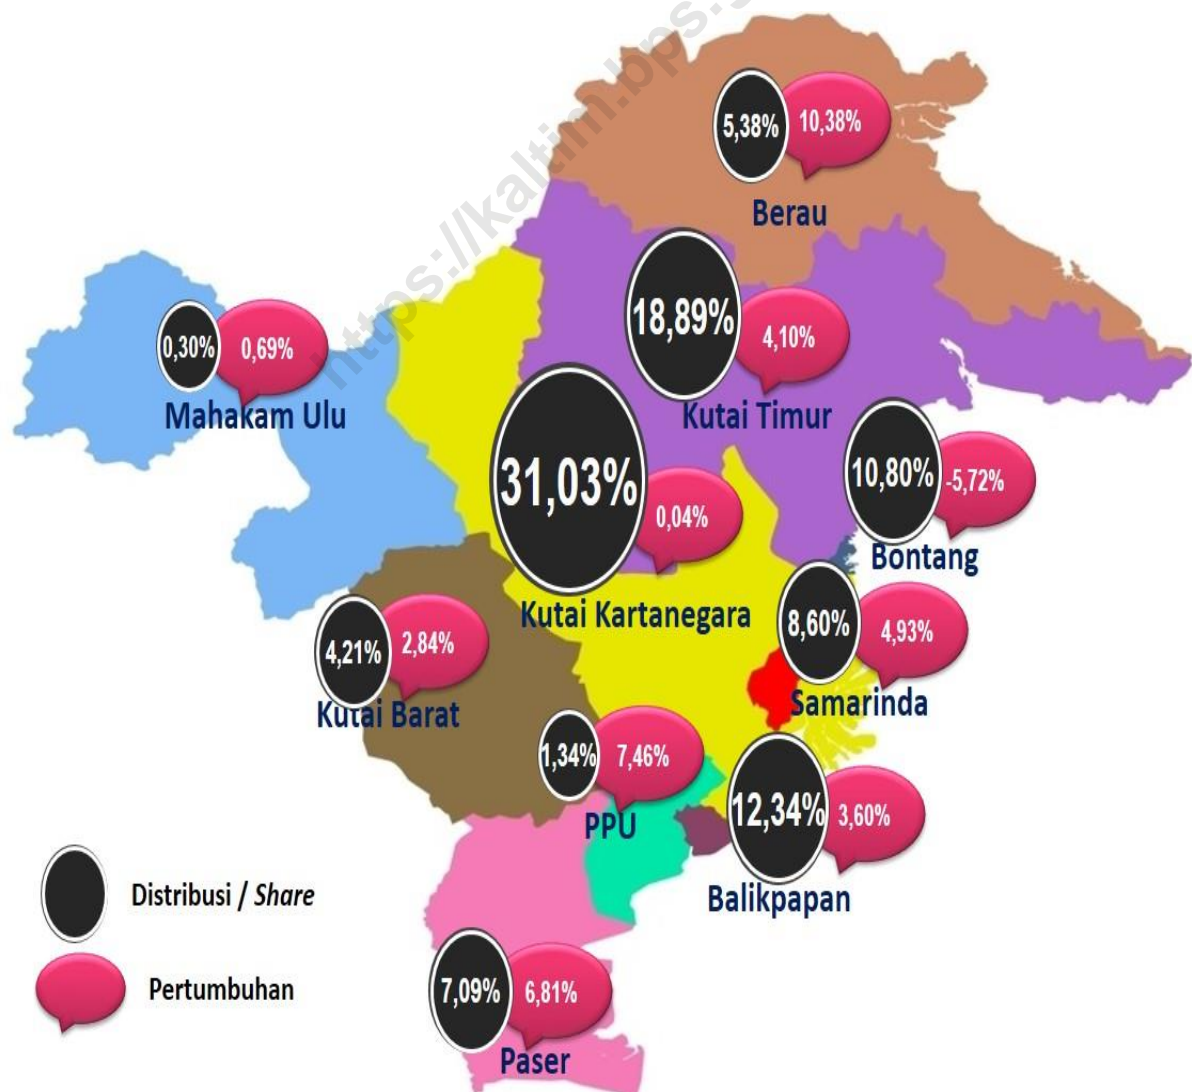 https://kaltim.bps.g
5,38% 10,38%
Berau
18,89% 4,10%
Kutai Timur
0,30% 0,69%
Mahakam Ulu
31,03% 0,04%
Kutai Kartanegara
10,80% -5,72%
Bontang
8,60% 4,93%
Samarinda
4,21% 2,84%
Kutai Barat
1,34% 7,46%
PPU
12,34% 3,60%
Balikpapan
Distribusi / Share
Pertumbuhan
7,09% 6,81%
Paser